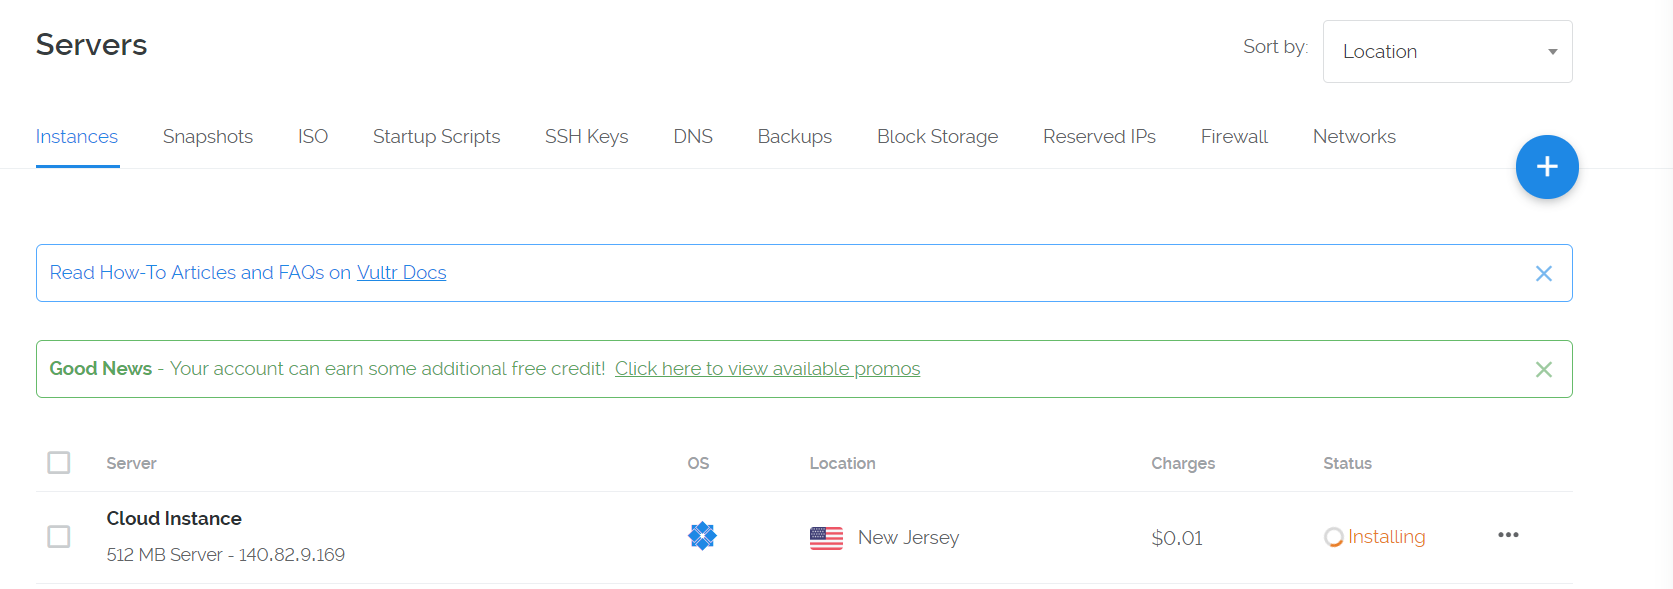 Servers
Sort by:
Location
Instances Snapshots ISO Startup Scripts SSH Keys DNS Backups Block Storage Reserved IPs Firewall Networks
+
Read How-To Articles and FAQs on Vultr Docs
Good News - Your account can earn some additional free credit! Click here to view available promos
Server OS Location Charges Status
Cloud Instance
512 MB Server - 140.82.9.169
New Jersey
$0.01
Installing